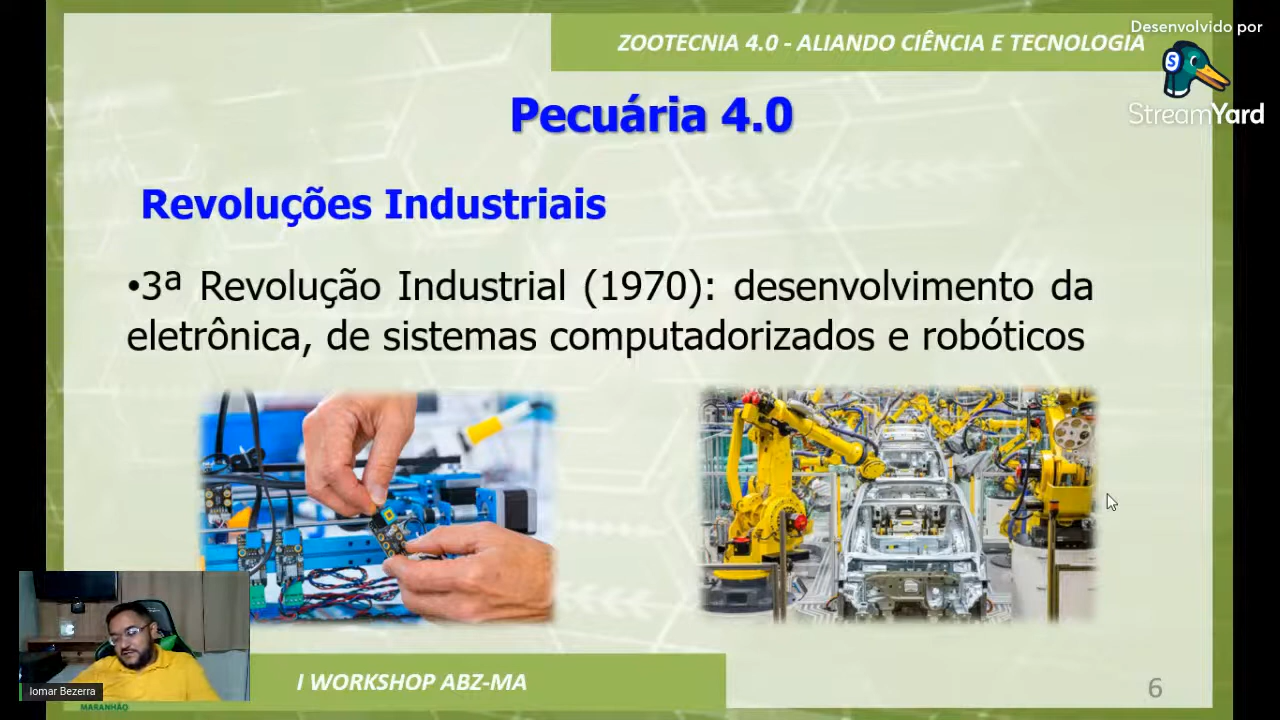 ZOOTECNIA 4.0 - ALIANDO CIÊNCIA E TECNOLOGIA
Desenvolvido por
S
StreamYard
Pecuária 4.0
Revoluções Industriais
•3ª Revolução Industrial (1970): desenvolvimento da
eletrônica, de sistemas computadorizados e robóticos
Iomar Bezerra
MARANHÃO
I WORKSHOP ABZ-MA
6